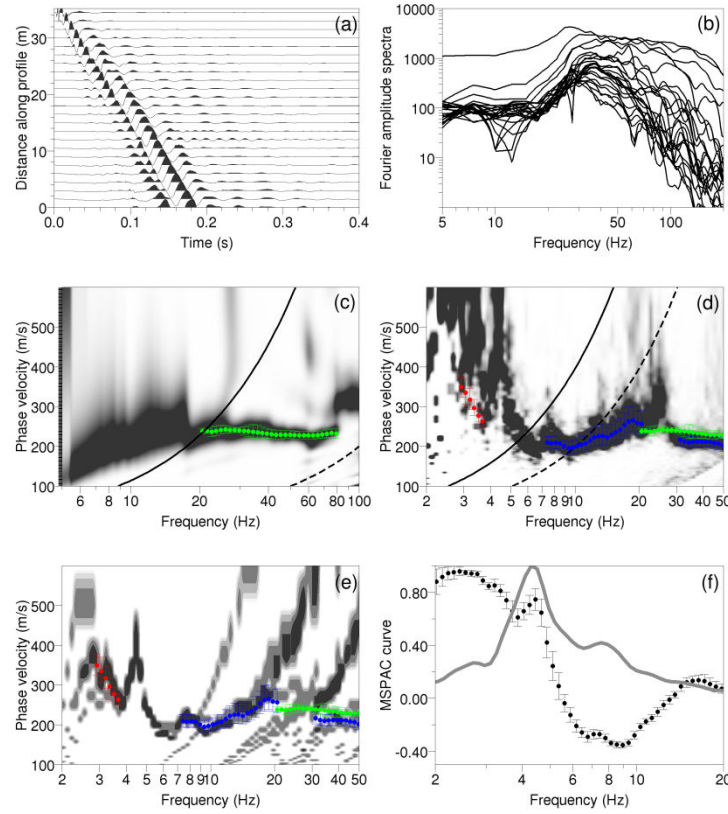 (a)
Distance along profile (m)
30
20
10
0
0.0 0.1 0.2 0.3 0.4
Time (s)
(b)
Fourier amplitude spectra
10000
1000
100
10
5 10 50 100
Frequency (Hz)
(c)
Phase velocity (m/s)
500
400
300
200
100
6 8 10 20 40 60 80 100
Frequency (Hz)
(d)
Phase velocity (m/s)
500
400
300
200
100
2 3 4 5 6 7 8 910 20 30 40 50
Frequency (Hz)
(e)
Phase velocity (m/s)
500
400
300
200
100
2 3 4 5 6 7 8 910 20 30 40 50
Frequency (Hz)
(f)
MSPAC curve
0.80
0.40
0.00
-0.40
2 4 6 8 10 20
Frequency (Hz)